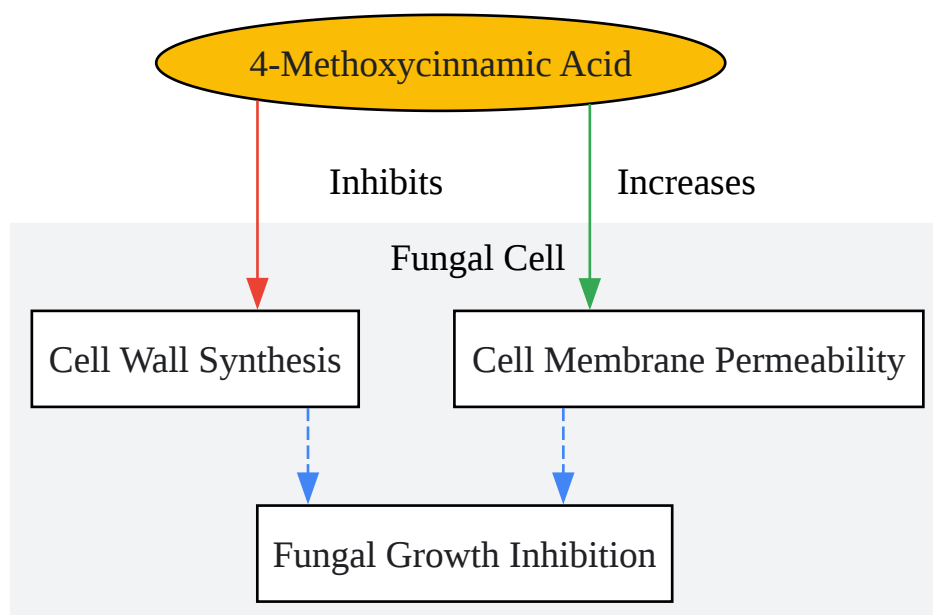 4-Methoxycinnamic Acid
Inhibits
Increases
Fungal Cell
Cell Wall Synthesis
Cell Membrane Permeability
Fungal Growth Inhibition